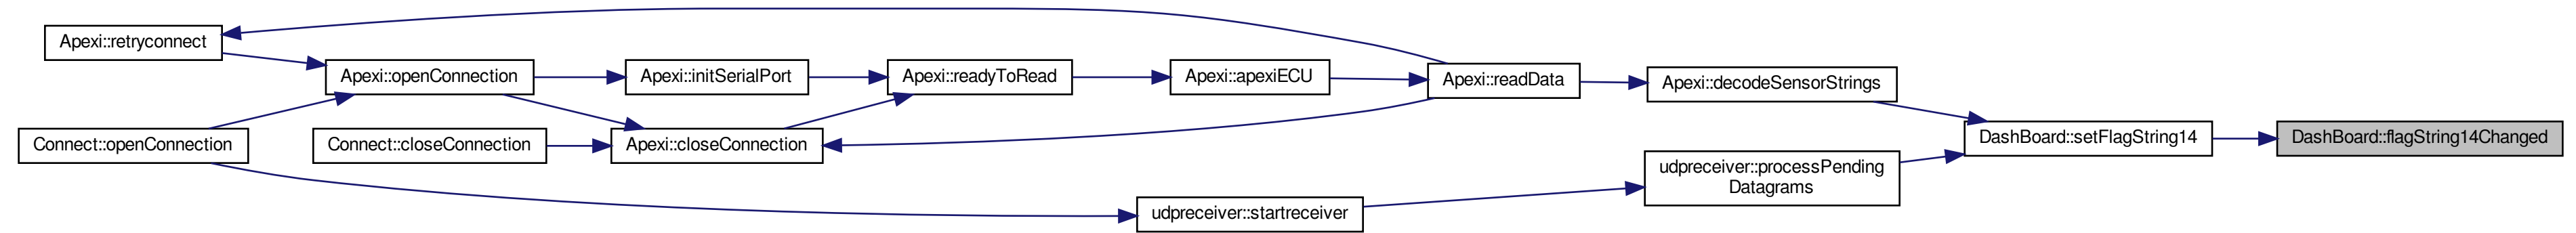 Apexi::retryconnect
Apexi::openConnection
Apexi::initSerialPort
Apexi::readyToRead
Apexi::apexiECU
Apexi::readData
Apexi::decodeSensorStrings
Connect::openConnection
Connect::closeConnection
Apexi::closeConnection
DashBoard::setFlagString14
DashBoard::flagString14Changed
udpreceiver::processPending
Datagrams
udpreceiver::startreceiver